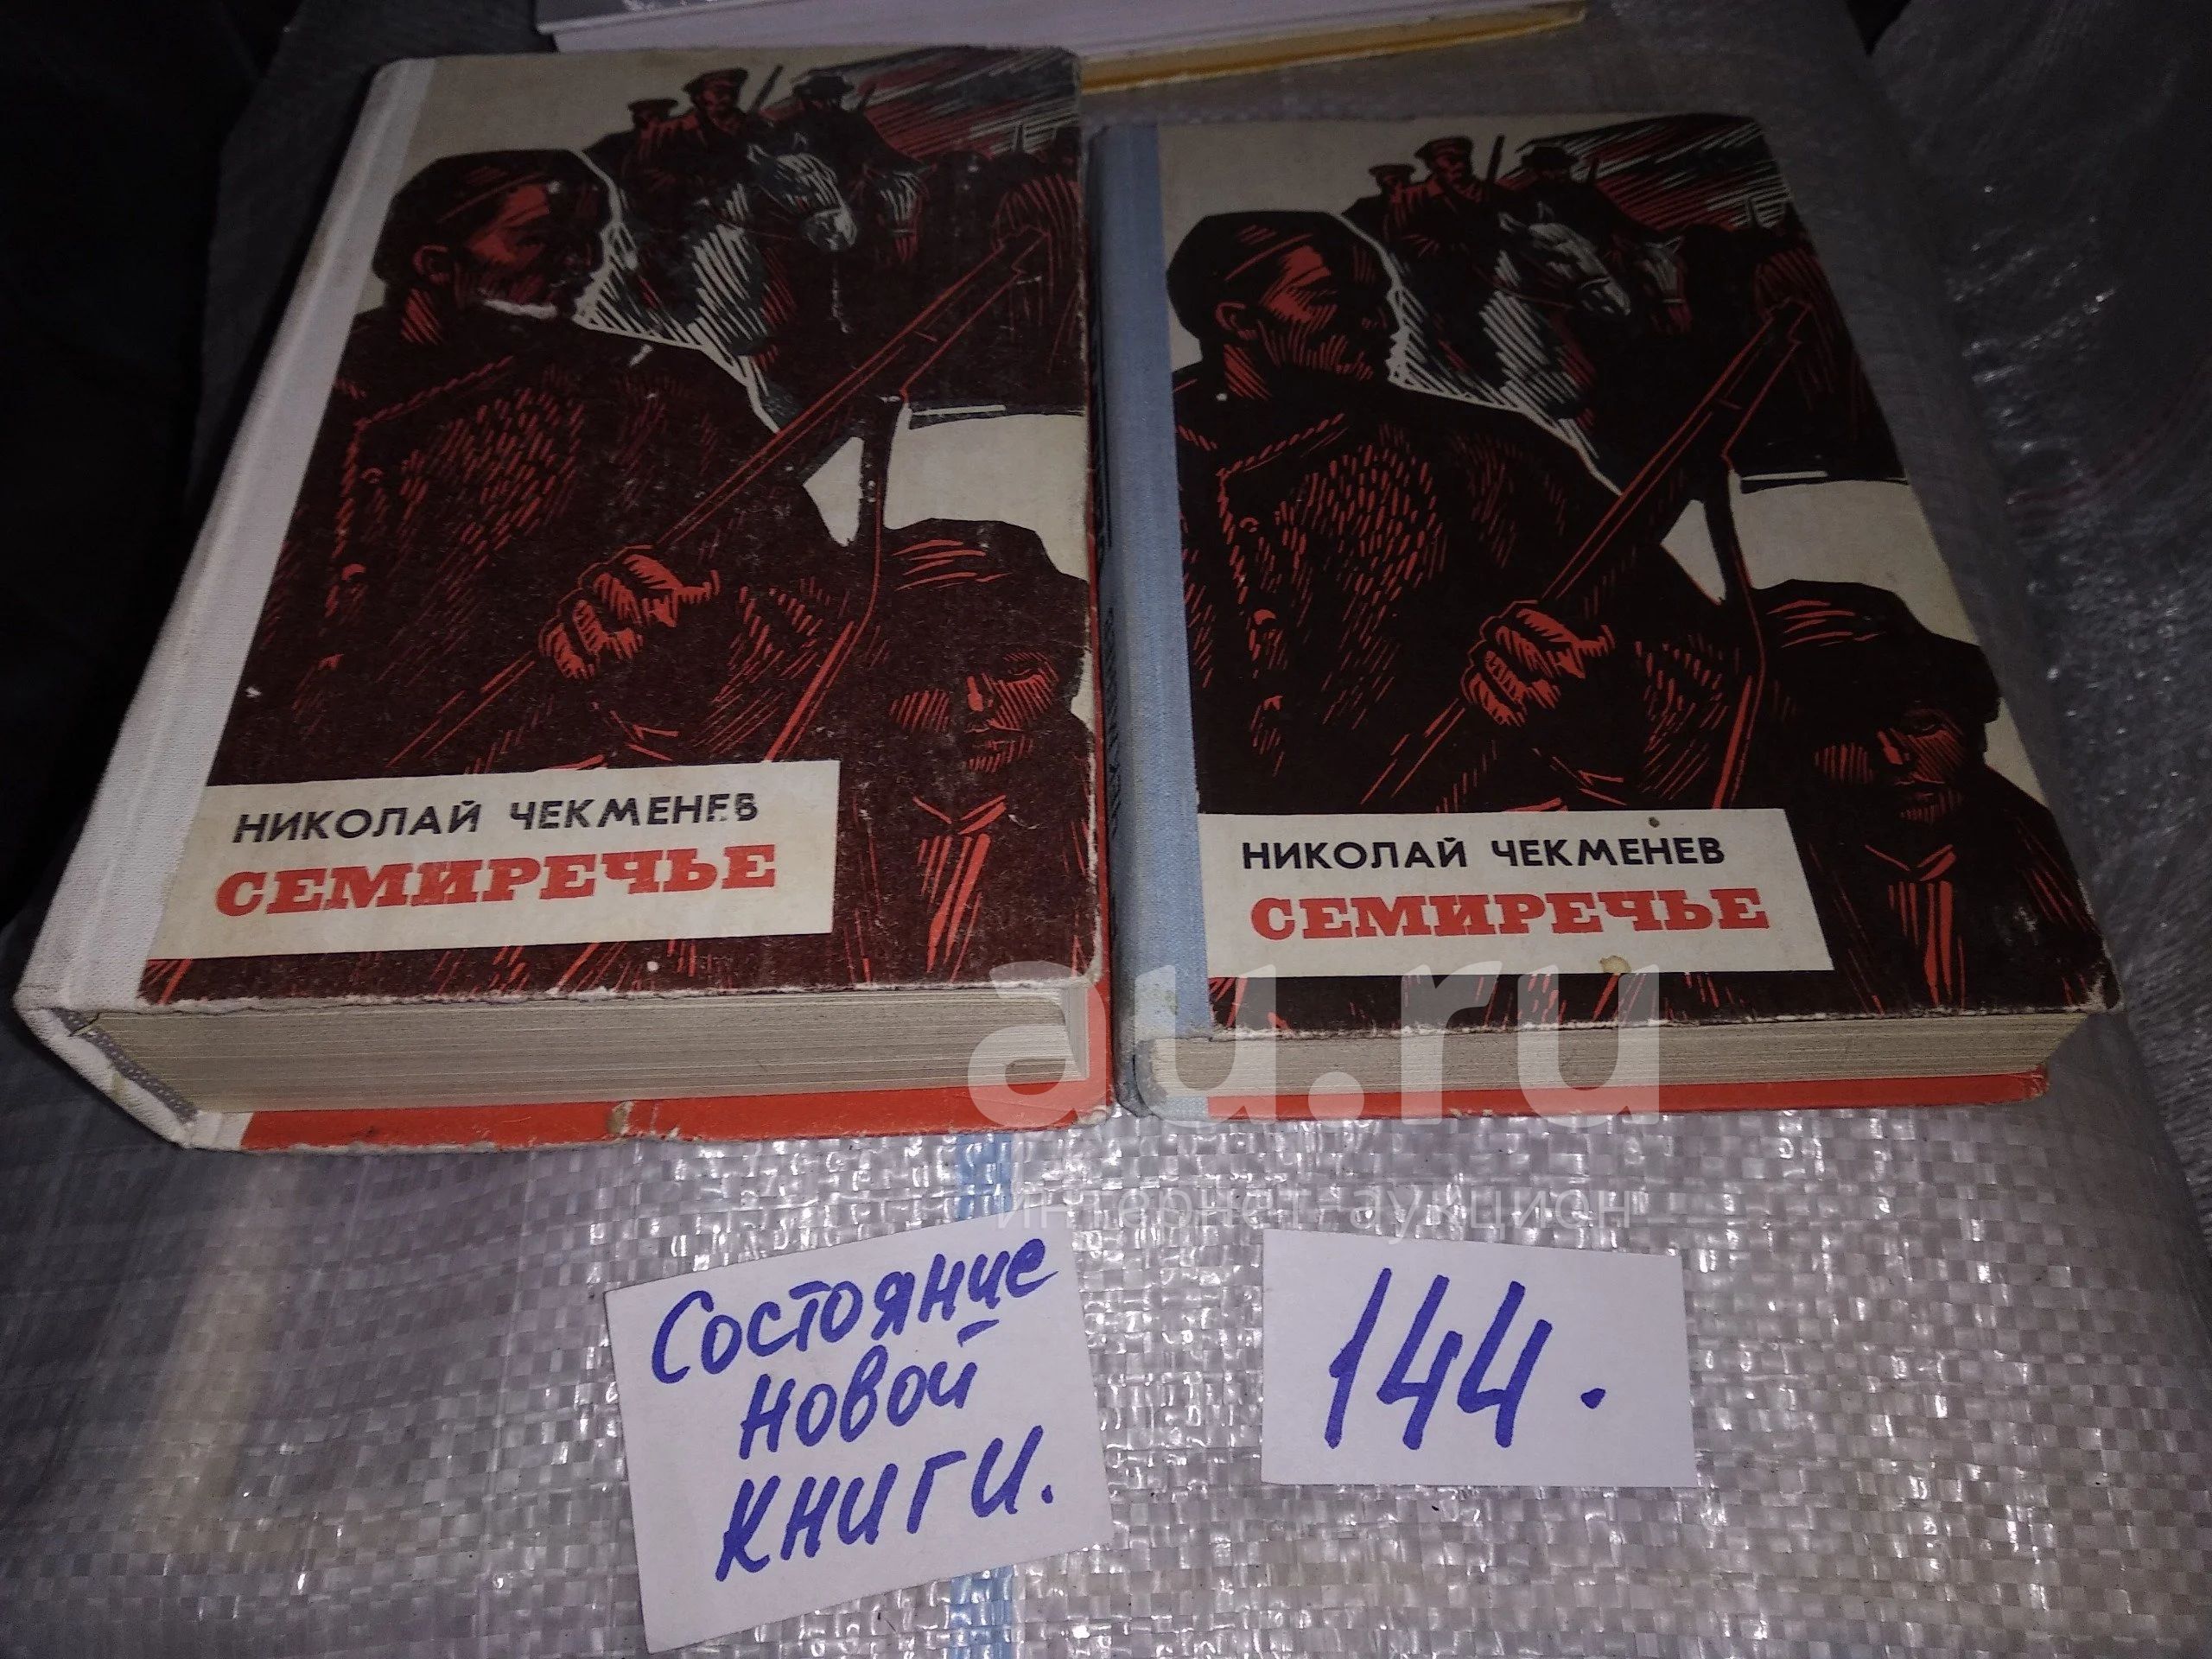 НИКОЛАЙ ЧЕКМЕНЕВ
СЕМИРЕЧЬЕ
НИКОЛАЙ ЧЕКМЕНЕВ
СЕМИРЕЧЬЕ
au.ru
интернет-аукцион
Состояние
новой
книги.
144.